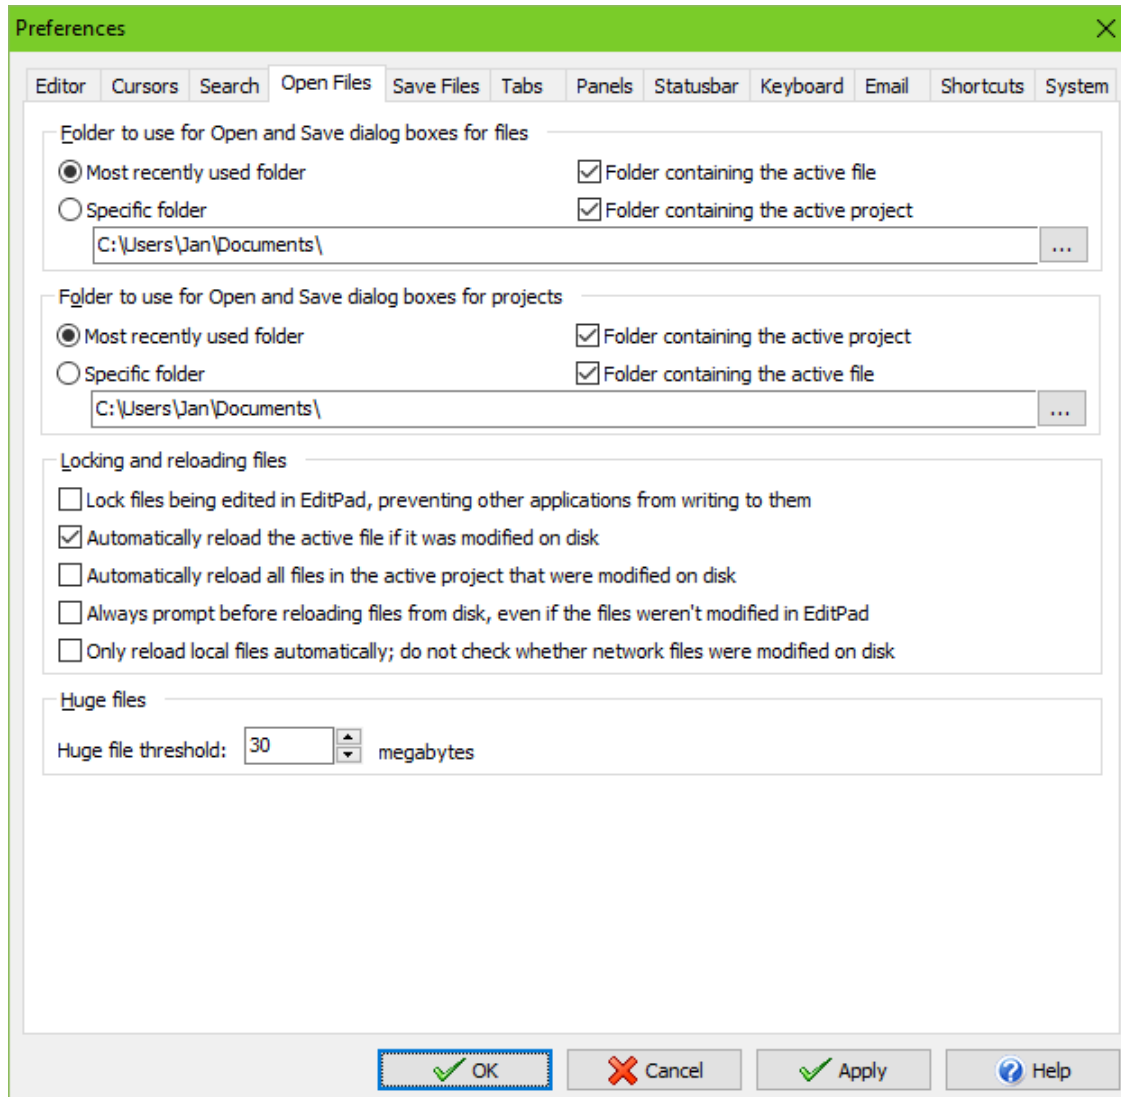 Preferences
Editor Cursors Search Open Files Save Files Tabs Panels Statusbar Keyboard Email Shortcuts System
Folder to use for Open and Save dialog boxes for files
Most recently used folder Folder containing the active file
Specific folder Folder containing the active project
C:\Users\Jan\Documents\ ...
Folder to use for Open and Save dialog boxes for projects
Most recently used folder Folder containing the active project
Specific folder Folder containing the active file
C:\Users\Jan\Documents\ ...
Locking and reloading files
Lock files being edited in EditPad, preventing other applications from writing to them
Automatically reload the active file if it was modified on disk
Automatically reload all files in the active project that were modified on disk
Always prompt before reloading files from disk, even if the files weren't modified in EditPad
Only reload local files automatically; do not check whether network files were modified on disk
Huge files
Huge file threshold: 30 megabytes
OK Cancel Apply Help